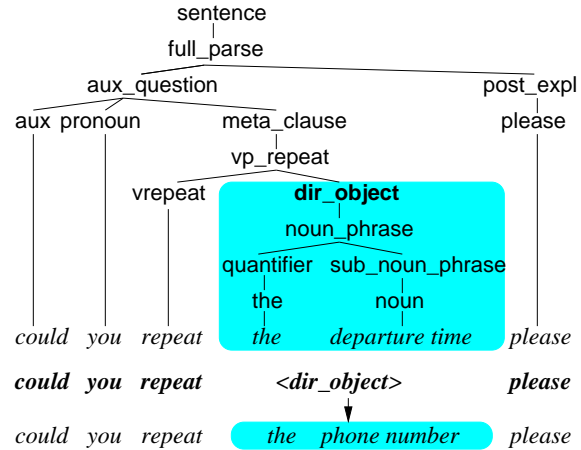 sentence
full_parse
aux_question post_expl
aux pronoun meta_clause please
vp_repeat
vrepeat dir_object
noun_phrase
quantifier sub_noun_phrase
the noun
could you repeat the departure time please
could you repeat <dir_object> please
could you repeat the phone number please